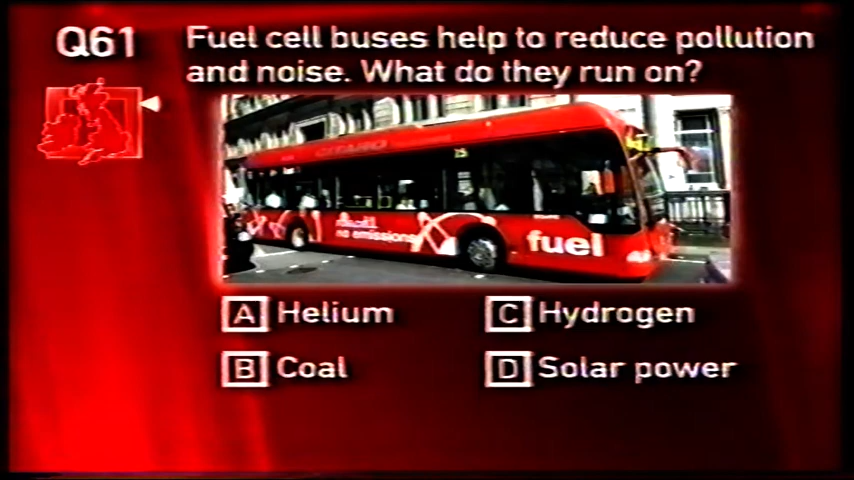 Q61
Fuel cell buses help to reduce pollution
and noise. What do they run on?
CITARO
no emissions
fuel
A Helium
B Coal
C Hydrogen
D Solar power